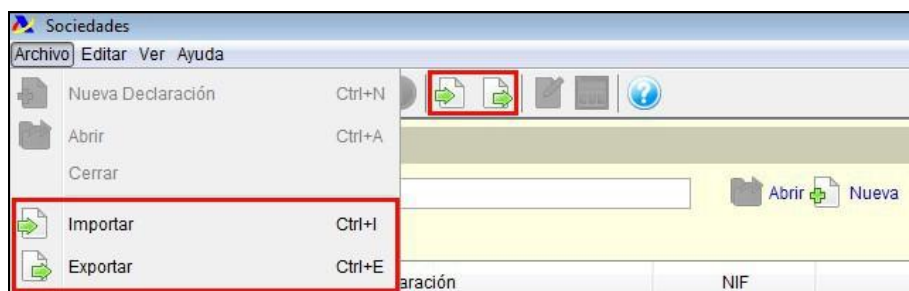 Sociedades
Archivo Editar Ver Ayuda
Nueva Declaración Ctrl+N
Abrir Ctrl+A
Cerrar
Abrir Nueva
Importar Ctrl+I
Exportar Ctrl+E
aración NIF